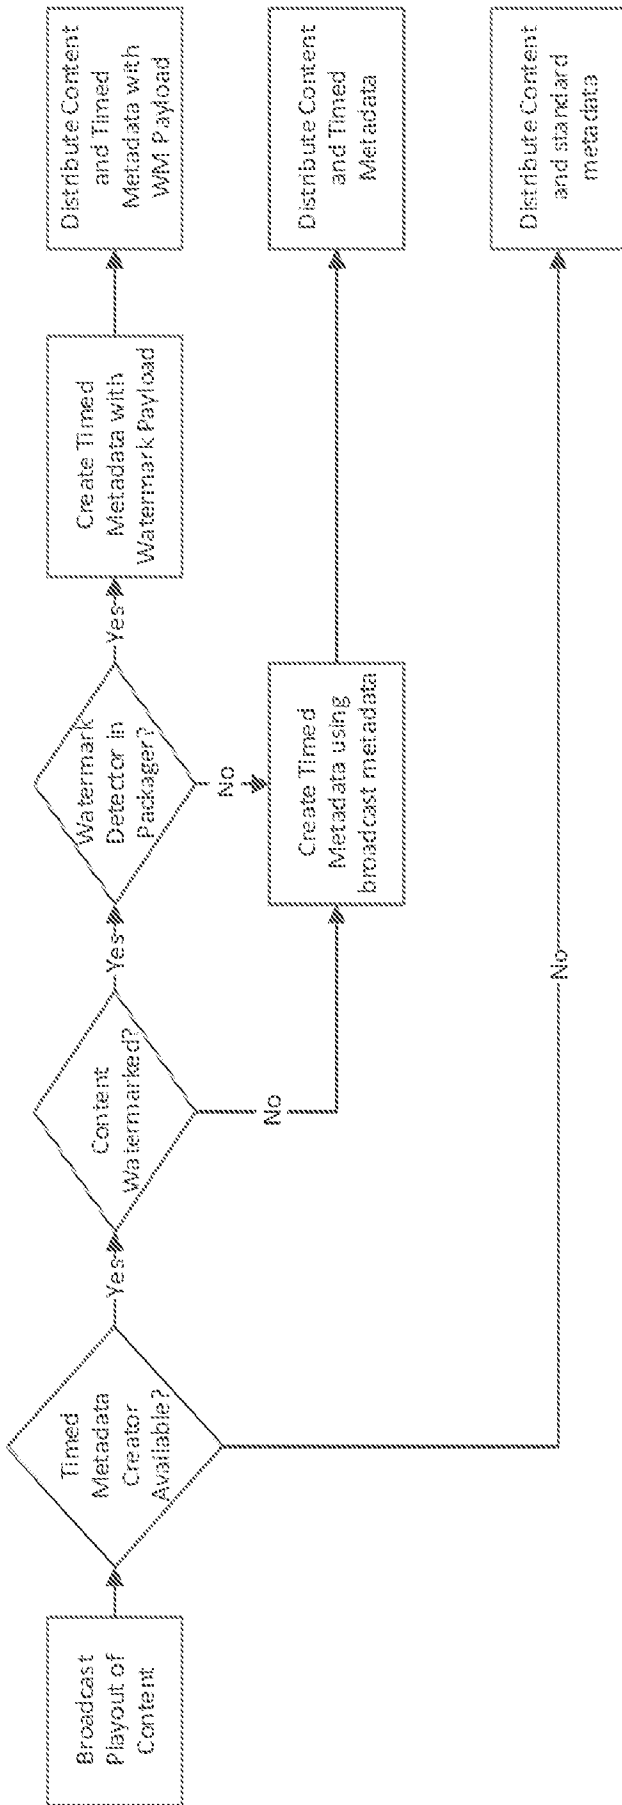 Broadcast
Playout of
Content
Timed
Metadata
Creator
Available?
Yes
Content
Watermarked?
Yes
Watermark
Detector in
Packager?
Yes
Create Timed
Metadata with
Watermark Payload
Distribute Content
and Timed
Metadata with
WM Payload
No
No
Create Timed
Metadata using
broadcast metadata
Distribute Content
and Timed
Metadata
No
Distribute Content
and standard
metadata